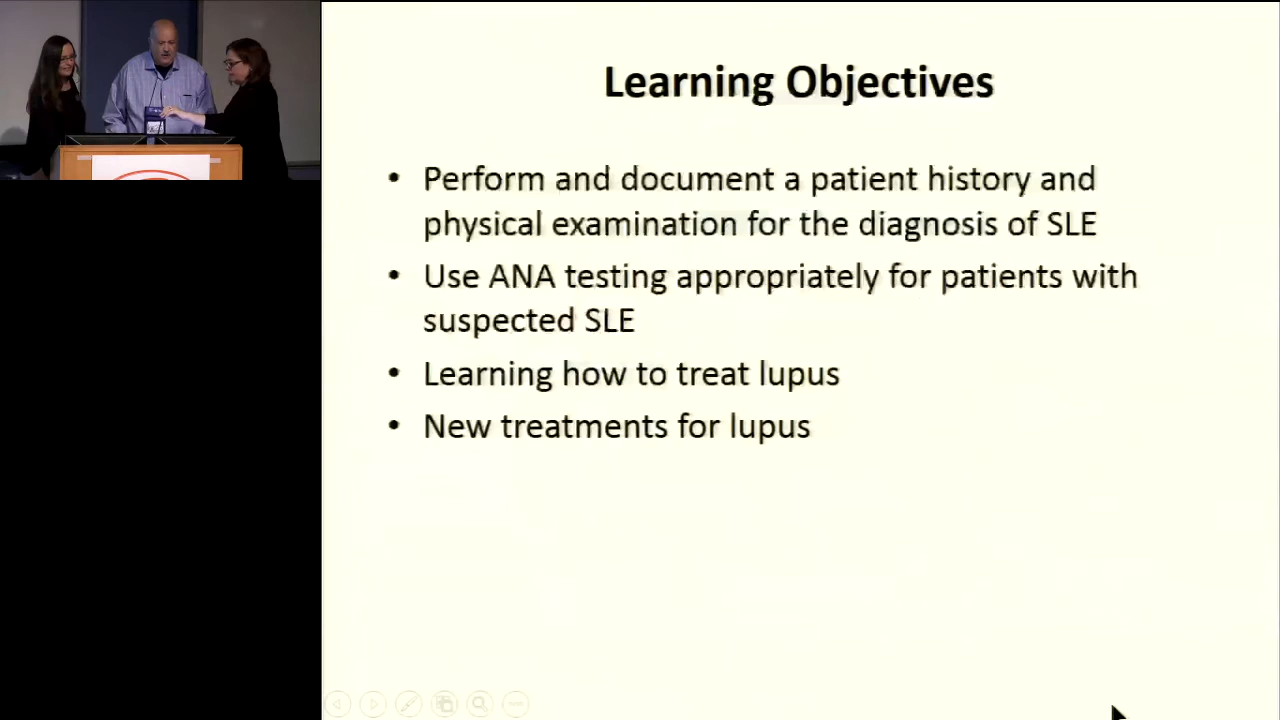 Learning Objectives
• Perform and document a patient history and
physical examination for the diagnosis of SLE
• Use ANA testing appropriately for patients with
suspected SLE
• Learning how to treat lupus
• New treatments for lupus